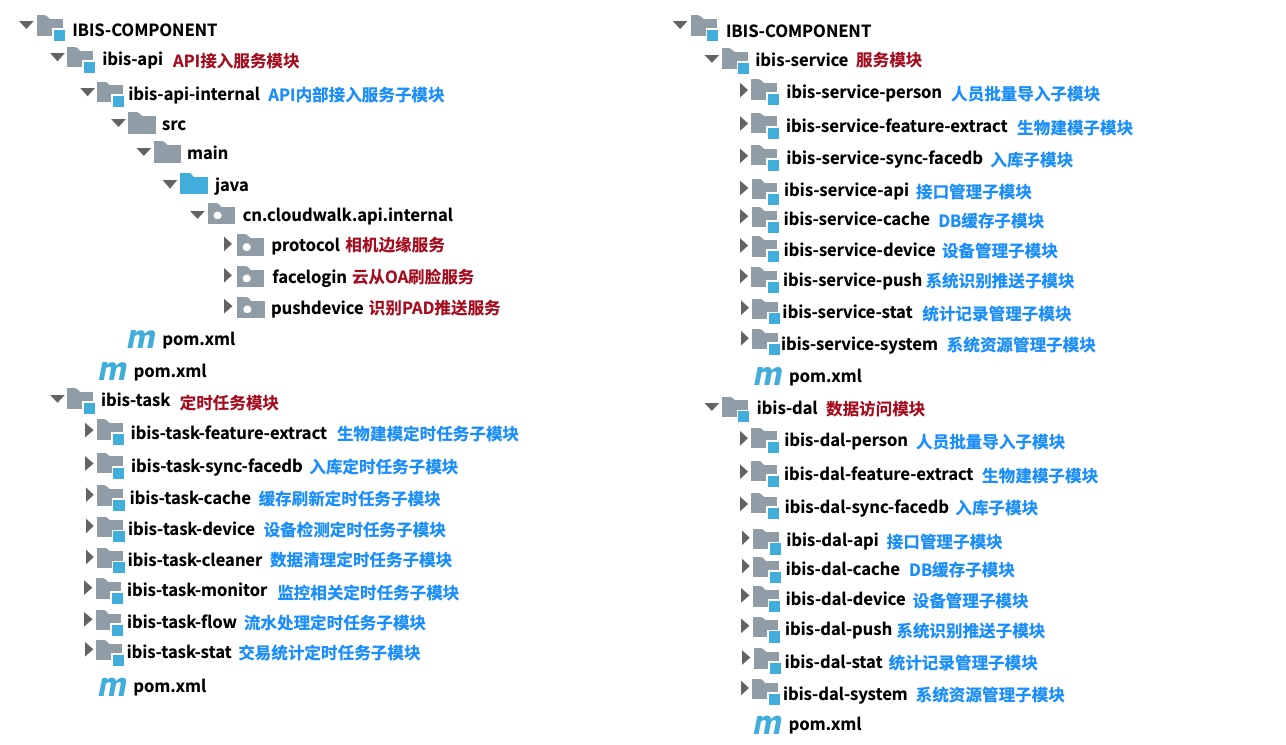 IBIS-COMPONENT
ibis-api API接入服务模块
ibis-api-internal API内部接入服务子模块
src
main
java
cn.cloudwalk.api.internal
protocol 相机边缘服务
facelogin 云从OA刷脸服务
pushdevice 识别PAD推送服务
m pom.xml
m pom.xml
ibis-task 定时任务模块
ibis-task-feature-extract 生物建模定时任务子模块
ibis-task-sync-facedb 入库定时任务子模块
ibis-task-cache 缓存刷新定时任务子模块
ibis-task-device 设备检测定时任务子模块
ibis-task-cleaner 数据清理定时任务子模块
ibis-task-monitor 监控相关定时任务子模块
ibis-task-flow 流水处理定时任务子模块
ibis-task-stat 交易统计定时任务子模块
m pom.xml
IBIS-COMPONENT
ibis-service 服务模块
ibis-service-person 人员批量导入子模块
ibis-service-feature-extract 生物建模子模块
ibis-service-sync-facedb 入库子模块
ibis-service-api 接口管理子模块
ibis-service-cache DB缓存子模块
ibis-service-device 设备管理子模块
ibis-service-push 系统识别推送子模块
ibis-service-stat 统计记录管理子模块
ibis-service-system 系统资源管理子模块
m pom.xml
ibis-dal 数据访问模块
ibis-dal-person 人员批量导入子模块
ibis-dal-feature-extract 生物建模子模块
ibis-dal-sync-facedb 入库子模块
ibis-dal-api 接口管理子模块
ibis-dal-cache DB缓存子模块
ibis-dal-device 设备管理子模块
ibis-dal-push 系统识别推送子模块
ibis-dal-stat 统计记录管理子模块
ibis-dal-system 系统资源管理子模块
m pom.xml